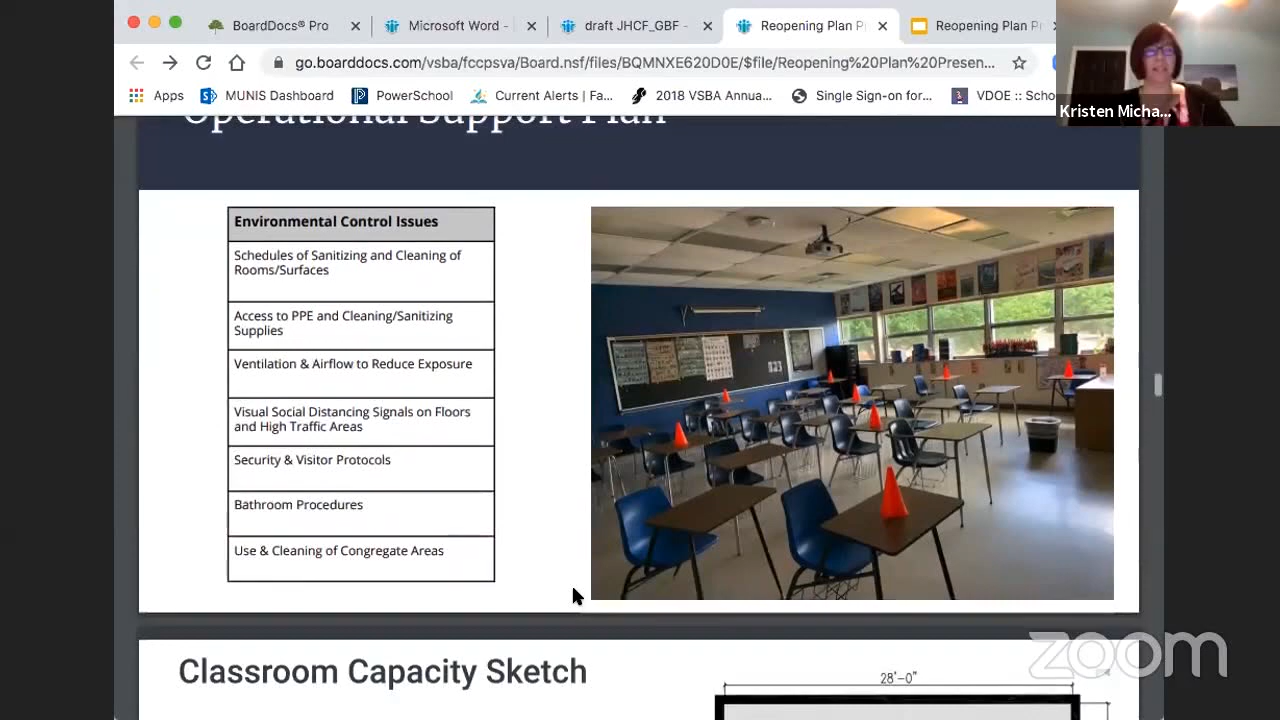 BoardDocs® Pro
Microsoft Word -
draft JHCF_GBF -
Reopening Plan P
Reopening Plan P
go.boarddocs.com/vsba/fccpsva/Board.nsf/files/BQMNXE620D0E/$file/Reopening%20Plan%20Presen...
Apps
MUNIS Dashboard
PowerSchool
Current Alerts | Fa...
2018 VSBA Annua...
Single Sign-on for...
VDOE :: Scho
Kristen Micha...
Operational Support Plan
Environmental Control Issues
Schedules of Sanitizing and Cleaning of
Rooms/Surfaces
Access to PPE and Cleaning/Sanitizing
Supplies
Ventilation & Airflow to Reduce Exposure
Visual Social Distancing Signals on Floors
and High Traffic Areas
Security & Visitor Protocols
Bathroom Procedures
Use & Cleaning of Congregate Areas
Classroom Capacity Sketch
28'-0"
zoom